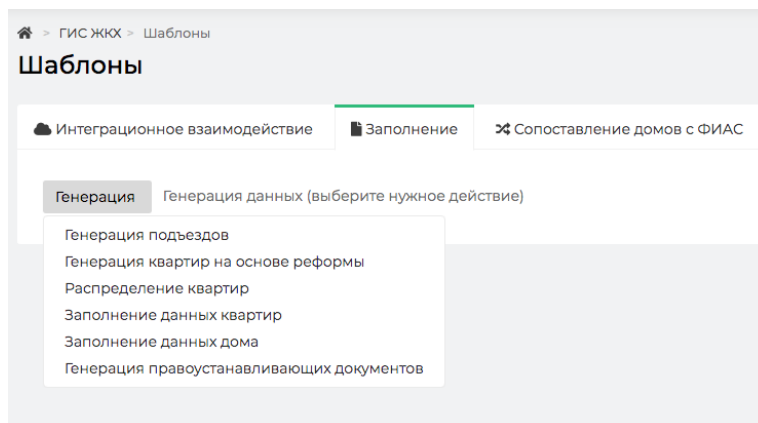 > ГИС ЖКХ > Шаблоны
Шаблоны
Интеграционное взаимодействие Заполнение Сопоставление домов с ФИАС
Генерация Генерация данных (выберите нужное действие)
Генерация подъездов
Генерация квартир на основе реформы
Распределение квартир
Заполнение данных квартир
Заполнение данных дома
Генерация правоустанавливающих документов